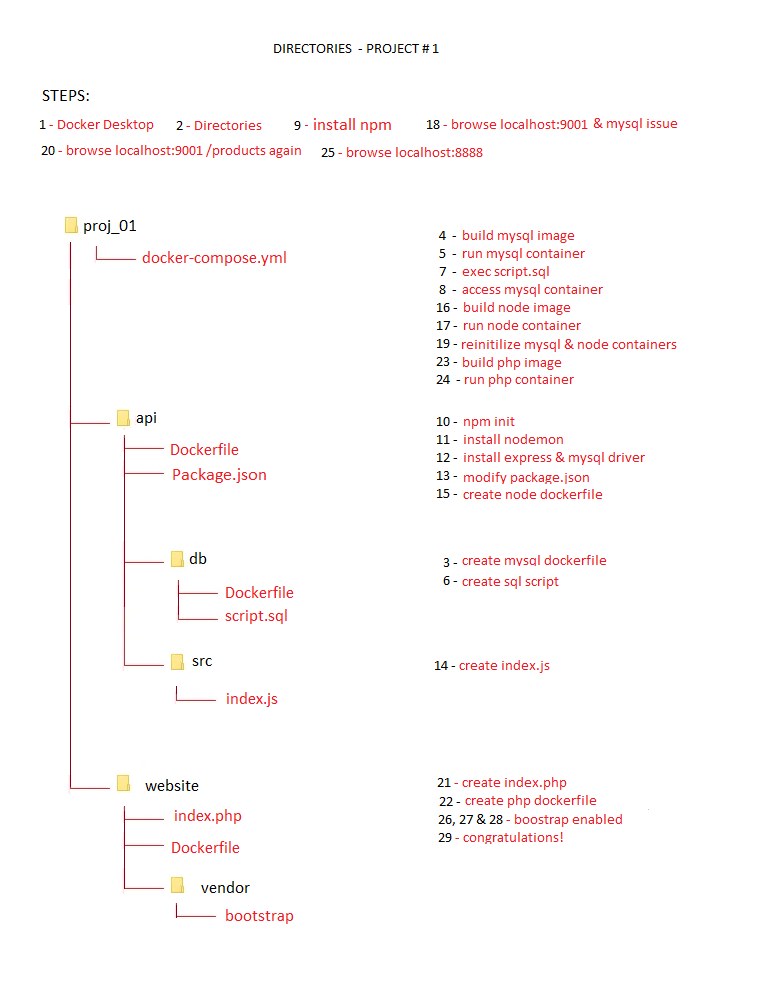 DIRECTORIES - PROJECT # 1
STEPS:
1 - Docker Desktop 2 - Directories 9 - install npm 18 - browse localhost:9001 & mysql issue
20 - browse localhost:9001 /products again 25 - browse localhost:8888
proj_01
docker-compose.yml
4 - build mysql image
5 - run mysql container
7 - exec script.sql
8 - access mysql container
16 - build node image
17 - run node container
19 - reinitilize mysql & node containers
23 - build php image
24 - run php container
api
Dockerfile
Package.json
10 - npm init
11 - install nodemon
12 - install express & mysql driver
13 - modify package.json
15 - create node dockerfile
db
Dockerfile
script.sql
3 - create mysql dockerfile
6 - create sql script
src
index.js
14 - create index.js
website
index.php
Dockerfile
vendor
bootstrap
21 - create index.php
22 - create php dockerfile
26, 27 & 28 - boostrap enabled
29 - congratulations!